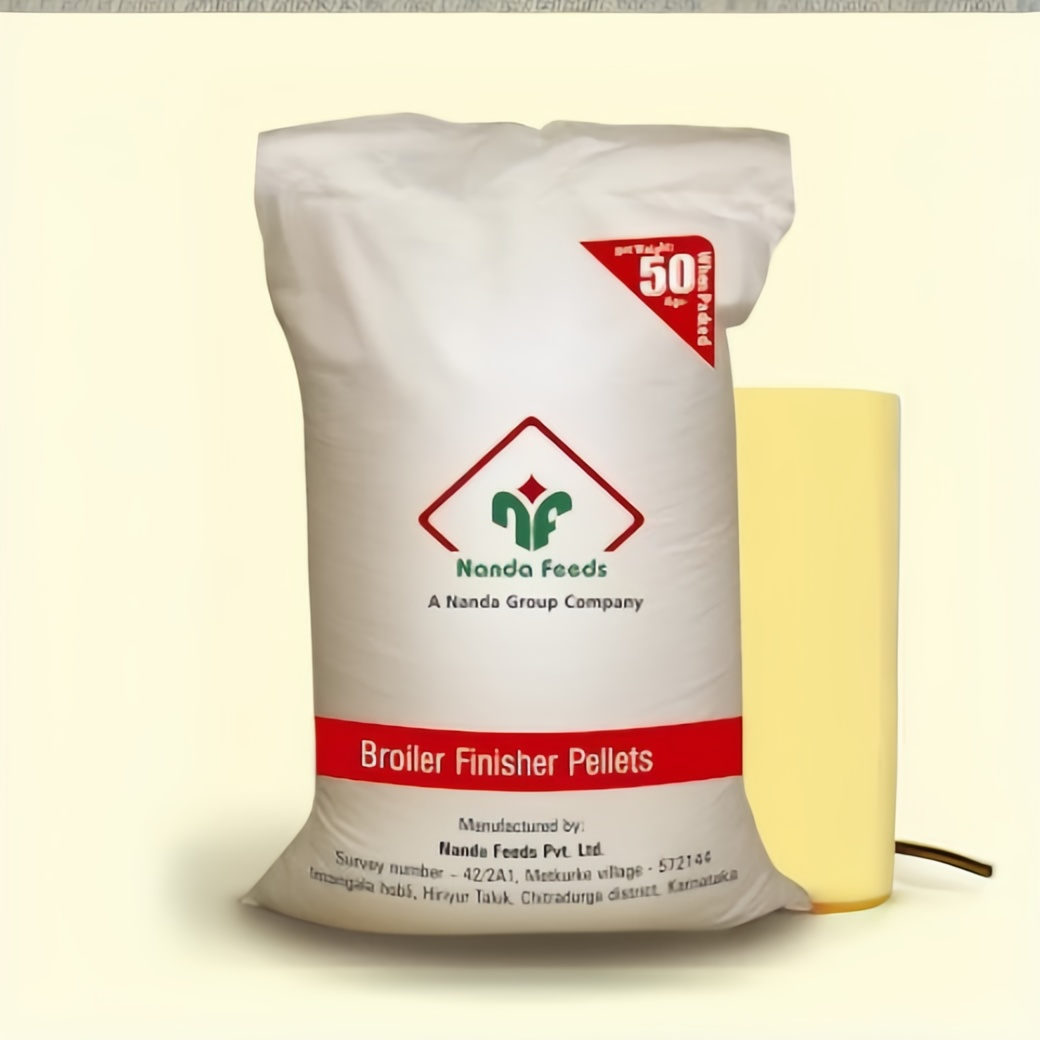 Net Weight:
50
Kgs.
When Packed
nf
Nanda Feeds
A Nanda Group Company
Broiler Finisher Pellets
Manufactured by:
Nanda Feeds Pvt. Ltd.
Survey number - 42/2A1, village - 572144
hobli, Hiriyur Taluk, Chitradurga district, Karnataka